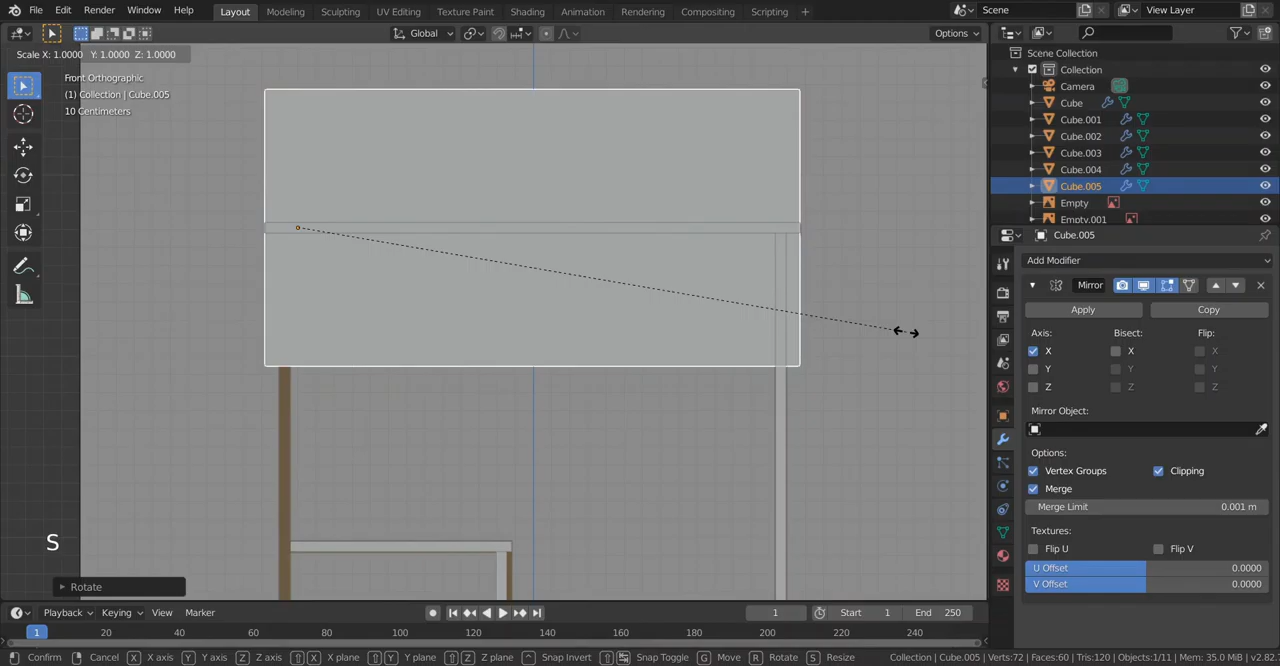 File Edit Render Window Help Layout Modeling Sculpting UV Editing Texture Paint Shading Animation Rendering Compositing Scripting + Scene View Layer
Global Options
Scale X: 1.0000 Y: 1.0000 Z: 1.0000
Front Orthographic
(1) Collection | Cube.005
10 Centimeters
Scene Collection
Collection
Camera
Cube
Cube.001
Cube.002
Cube.003
Cube.004
Cube.005
Empty
Empty.001
Cube.005
Add Modifier
Mirror
Apply Copy
Axis: Bisect: Flip:
X X X
Y Y Y
Z Z Z
Mirror Object:
Options:
Vertex Groups Clipping
Merge
Merge Limit 0.001 m
Textures:
Flip U Flip V
U Offset 0.0000
V Offset 0.0000
S
Rotate
Playback Keying View Marker 1 Start 1 End 250
1 20 40 60 80 100 120 140 160 180 200 220 240
Confirm Cancel X X axis Y Y axis Z Z axis X X plane Y Y plane Z Z plane Snap Invert Snap Toggle G Move R Rotate S Resize Collection | Cube.005 | Verts:72 | Faces:60 | Tris:120 | Objects:1/11 | Mem: 35.0 MiB | v2.82